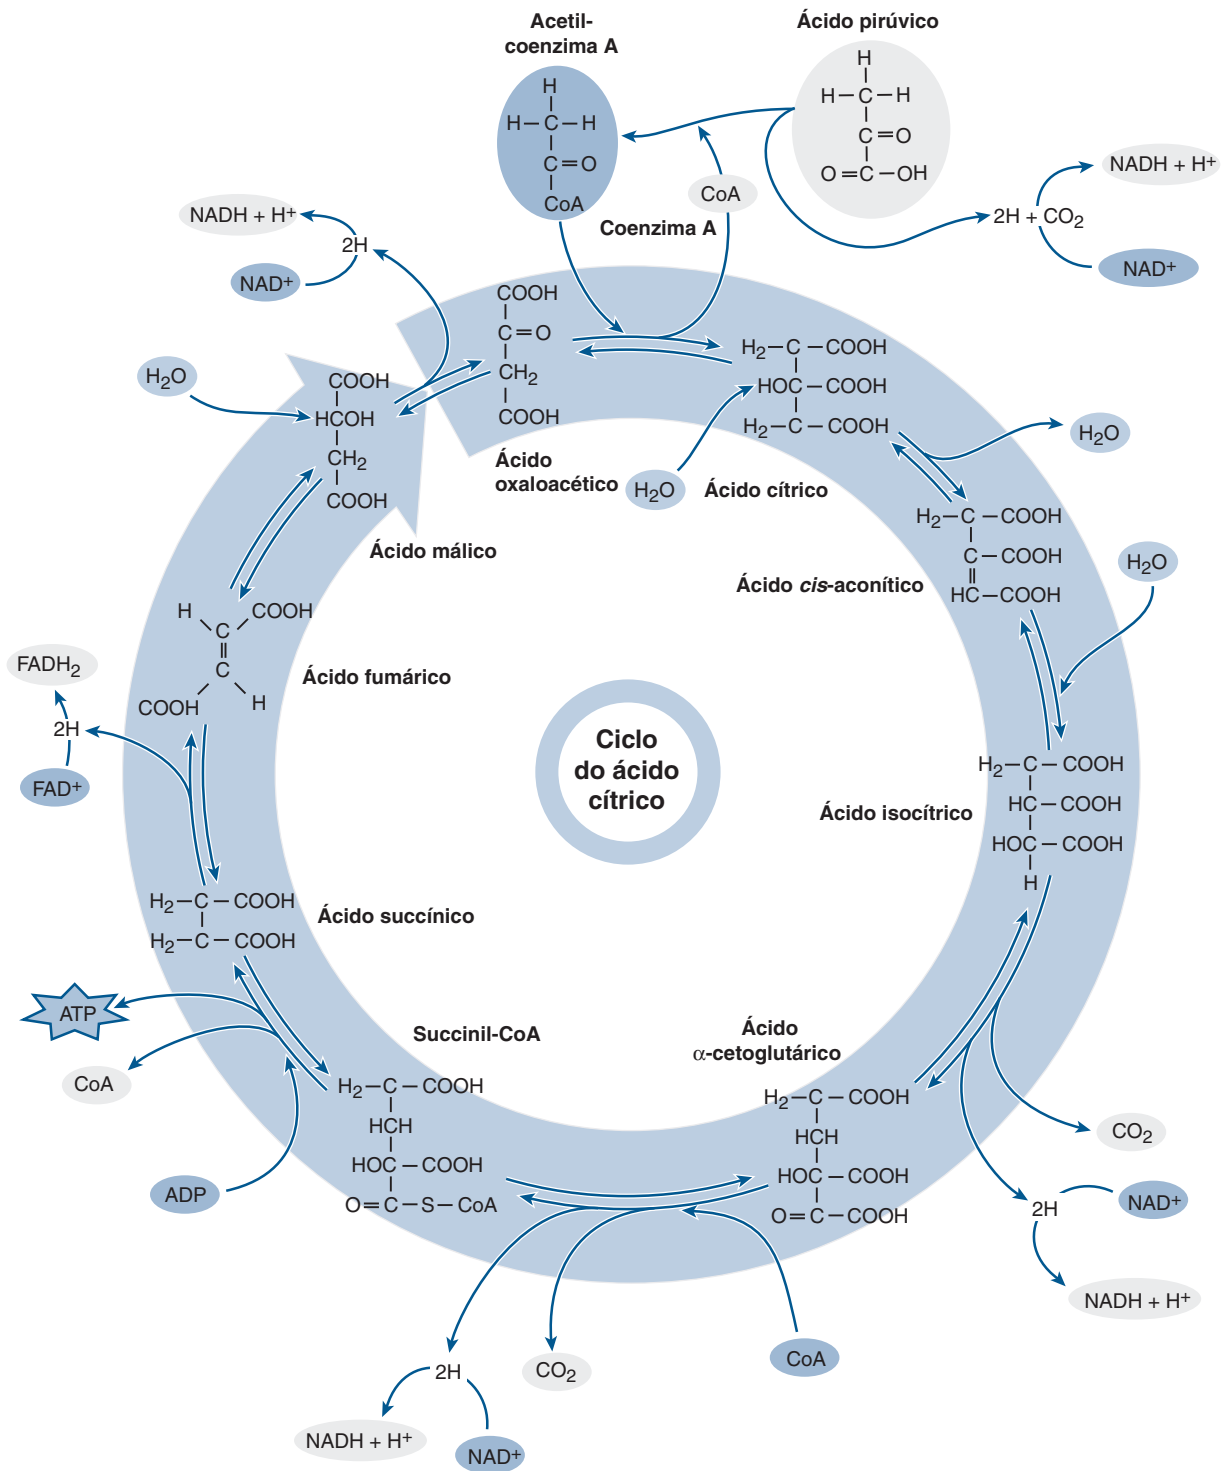 Acetil-
coenzima A
Ácido pirúvico
H
H–C–H
C=O
CoA
H
H–C–H
C=O
O=C–OH
CoA
Coenzima A
2H + CO₂
NADH + H⁺
NAD⁺
NADH + H⁺
2H
NAD⁺
COOH
C=O
CH₂
COOH
Ácido
oxaloacético
H₂O
H₂–C–COOH
HOC–COOH
H₂–C–COOH
Ácido cítrico
H₂O
H₂–C–COOH
C–COOH
HC–COOH
Ácido cis-aconítico
H₂O
H₂–C–COOH
HC–COOH
HOC–COOH
H
Ácido isocítrico
CO₂
2H
NAD⁺
NADH + H⁺
Ácido
α-cetoglutárico
H₂–C–COOH
HCH
HOC–COOH
O=C–COOH
CoA
CO₂
2H
NAD⁺
NADH + H⁺
Succinil-CoA
H₂–C–COOH
HCH
HOC–COOH
O=C–S–CoA
ADP
CoA
ATP
Ácido succínico
H₂–C–COOH
H₂–C–COOH
2H
FAD⁺
FADH₂
Ácido fumárico
H
COOH
C
C
COOH
H
H₂O
COOH
HCOH
CH₂
COOH
Ácido málico
Ciclo
do ácido
cítrico